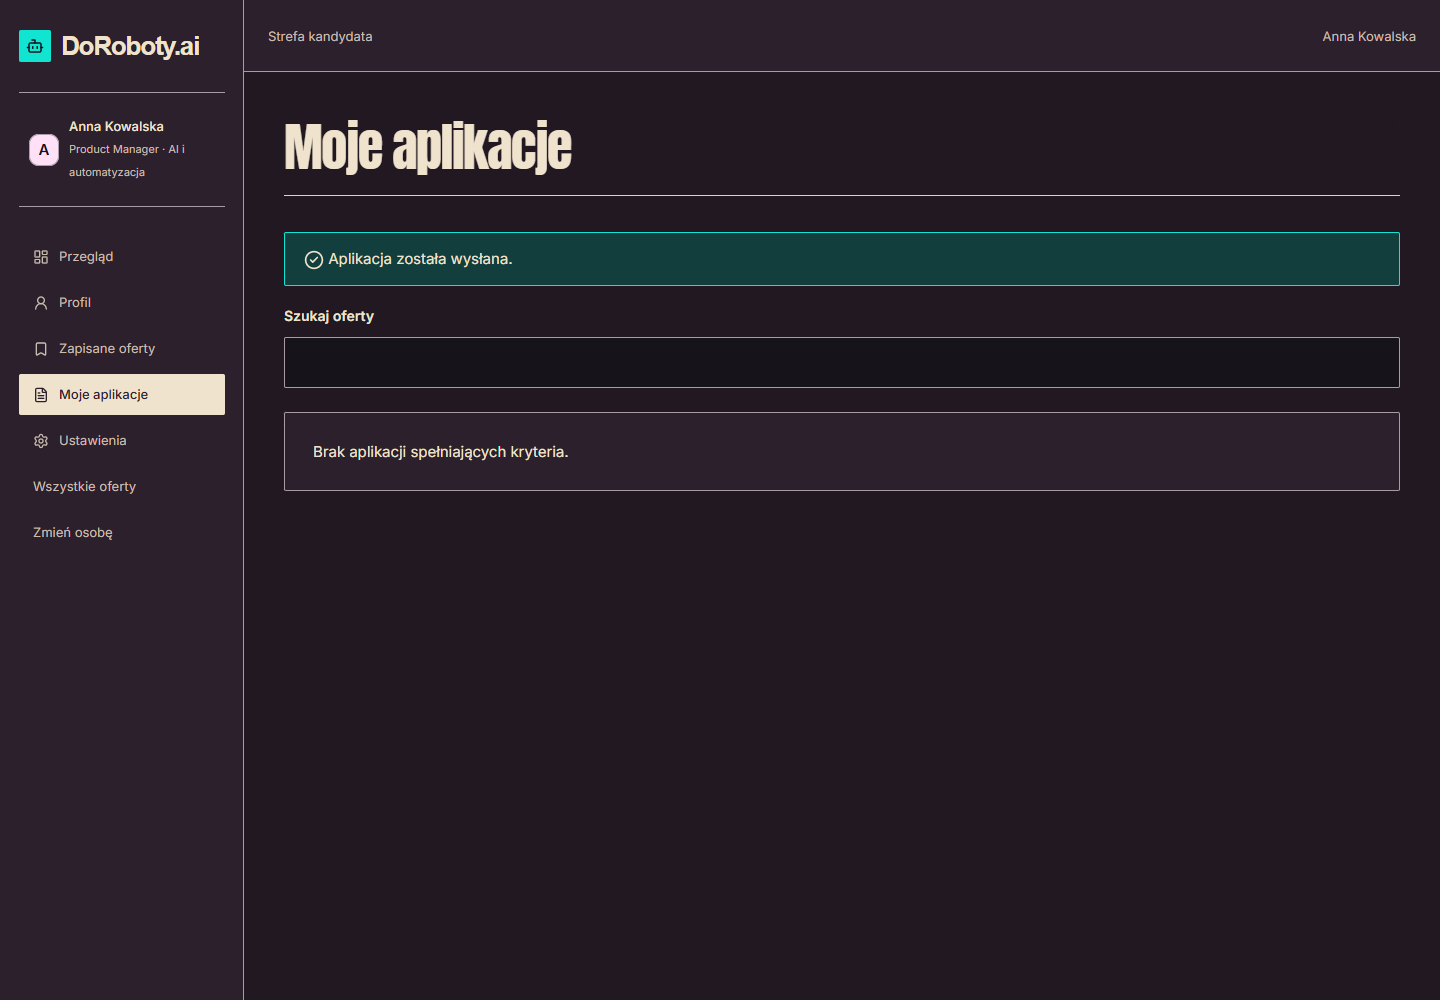 DoRoboty.ai
Anna Kowalska
A
Product Manager · AI i
automatyzacja
Przegląd
Profil
Zapisane oferty
Moje aplikacje
Ustawienia
Wszystkie oferty
Zmień osobę
Strefa kandydata
Anna Kowalska
Moje aplikacje
Aplikacja została wysłana.
Szukaj oferty
Brak aplikacji spełniających kryteria.